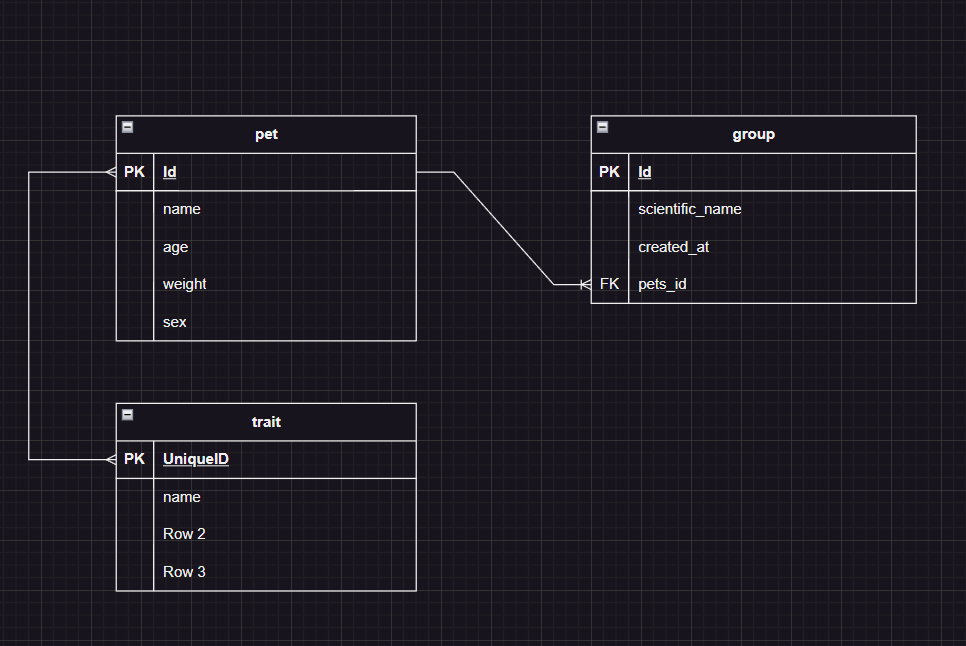 pet
PK Id
name
age
weight
sex
group
PK Id
scientific_name
created_at
FK pets_id
trait
PK UniqueID
name
Row 2
Row 3